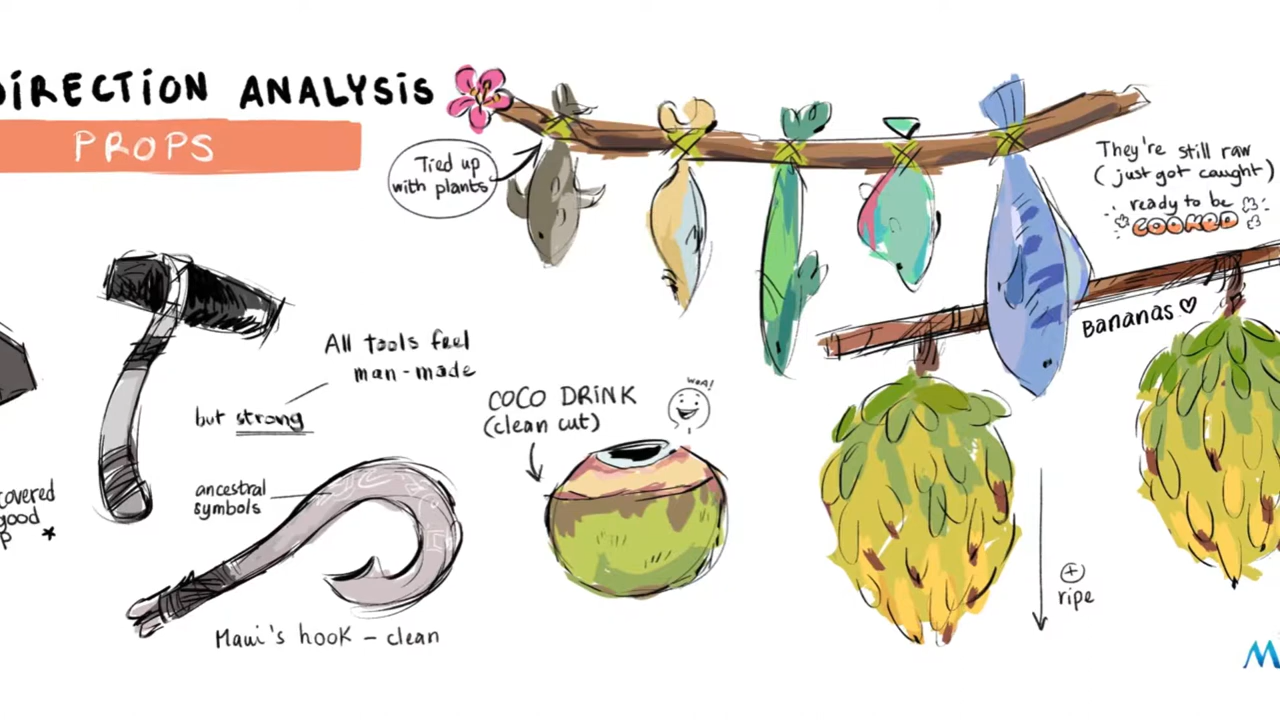 DIRECTION ANALYSIS
PROPS
Tied up
with plants
They're still raw
(just got caught)
ready to be
COOKED
Bananas ♡
All tools feel
man-made
but strong
COCO DRINK
(clean cut)
WOA!
covered
good
ancestral
symbols
Maui's hook - clean
+
ripe